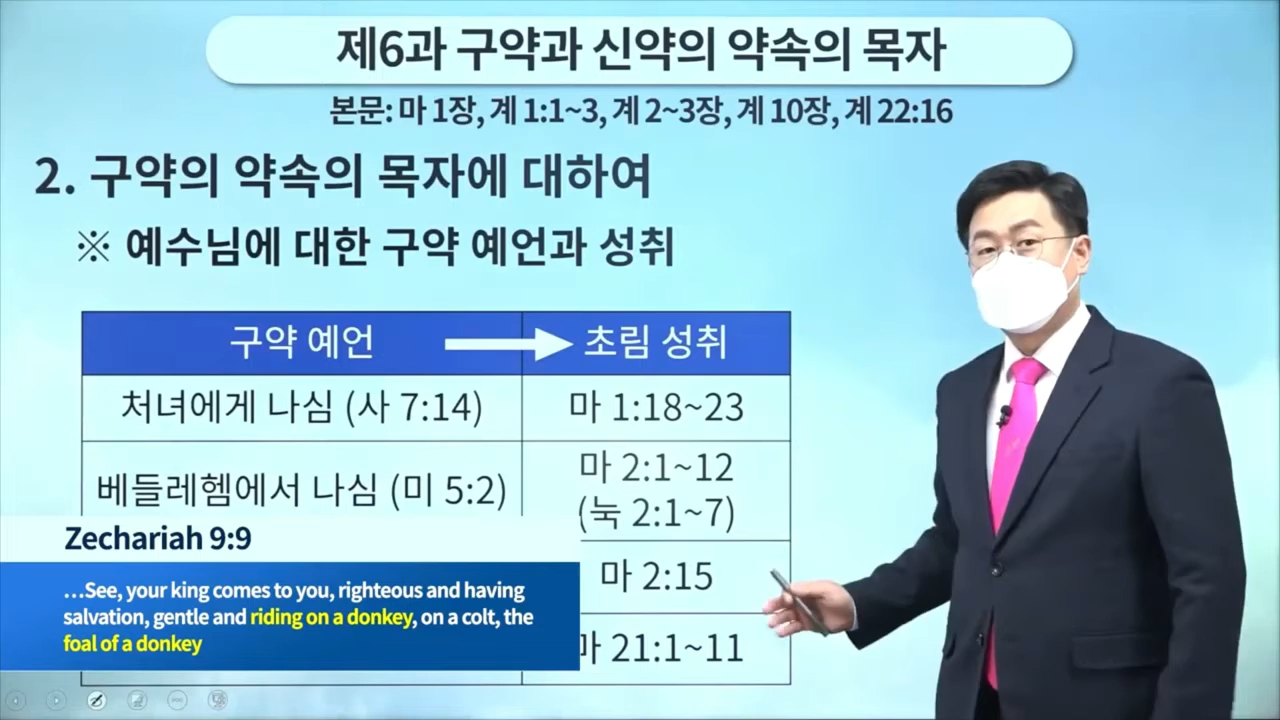 제6과 구약과 신약의 약속의 목자
본문: 마 1장, 계 1:1~3, 계 2~3장, 계 10장, 계 22:16
2. 구약의 약속의 목자에 대하여
※ 예수님에 대한 구약 예언과 성취
구약 예언
초림 성취
처녀에게 나심 (사 7:14)
마 1:18~23
베들레헴에서 나심 (미 5:2)
마 2:1~12
(눅 2:1~7)
마 2:15
마 21:1~11
Zechariah 9:9
…See, your king comes to you, righteous and having
salvation, gentle and riding on a donkey, on a colt, the
foal of a donkey